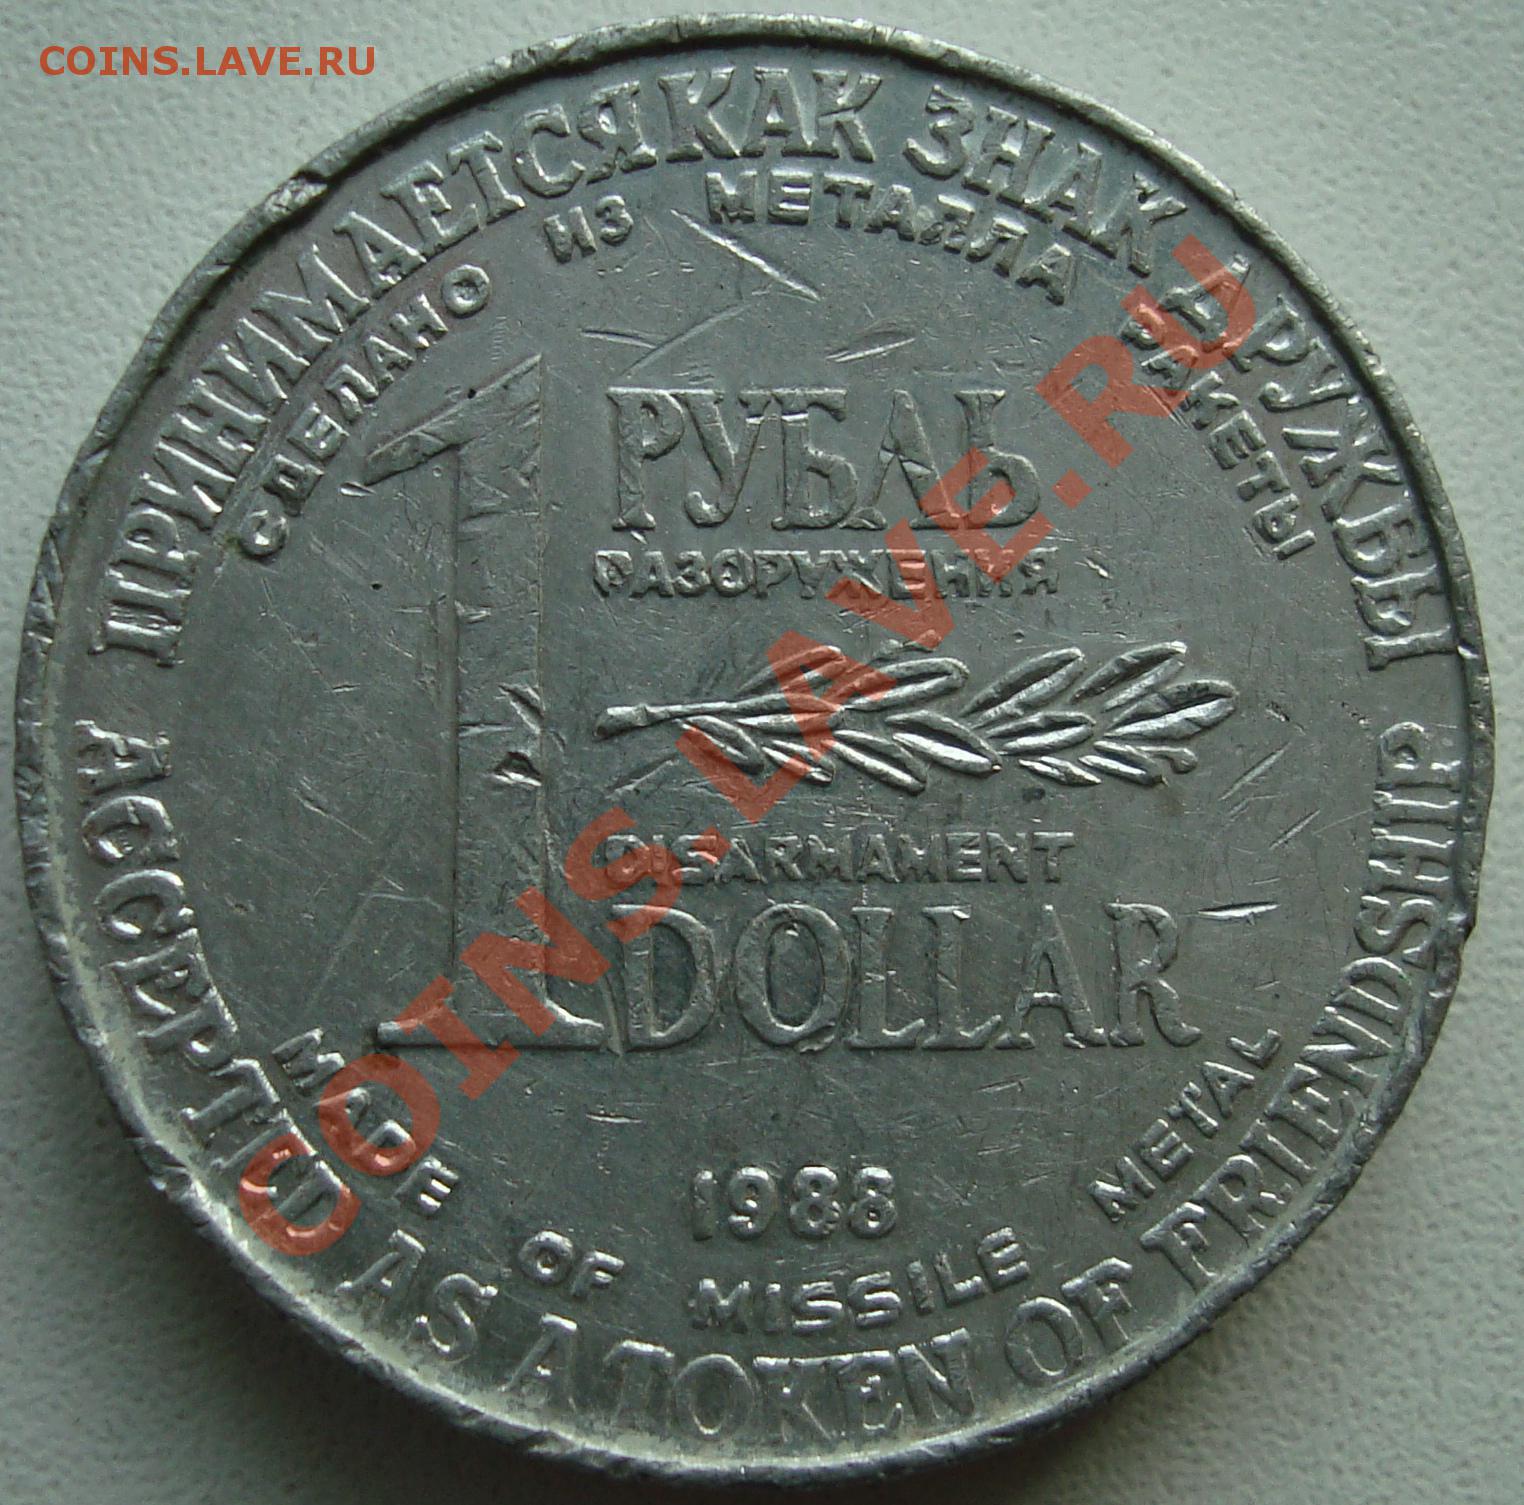 COINS.LAVE.RU
ПРИНИМАЕТСЯ КАК ЗНАК ДРУЖБЫ
СДЕЛАНО ИЗ МЕТАЛЛА РАКЕТЫ
1 РУБЛЬ
РАЗОРУЖЕНИЯ
DISARMAMENT
DOLLAR
1988
MADE OF MISSILE METAL
ACCEPTED AS A TOKEN OF FRIENDSHIP
COINS.LAVE.RU